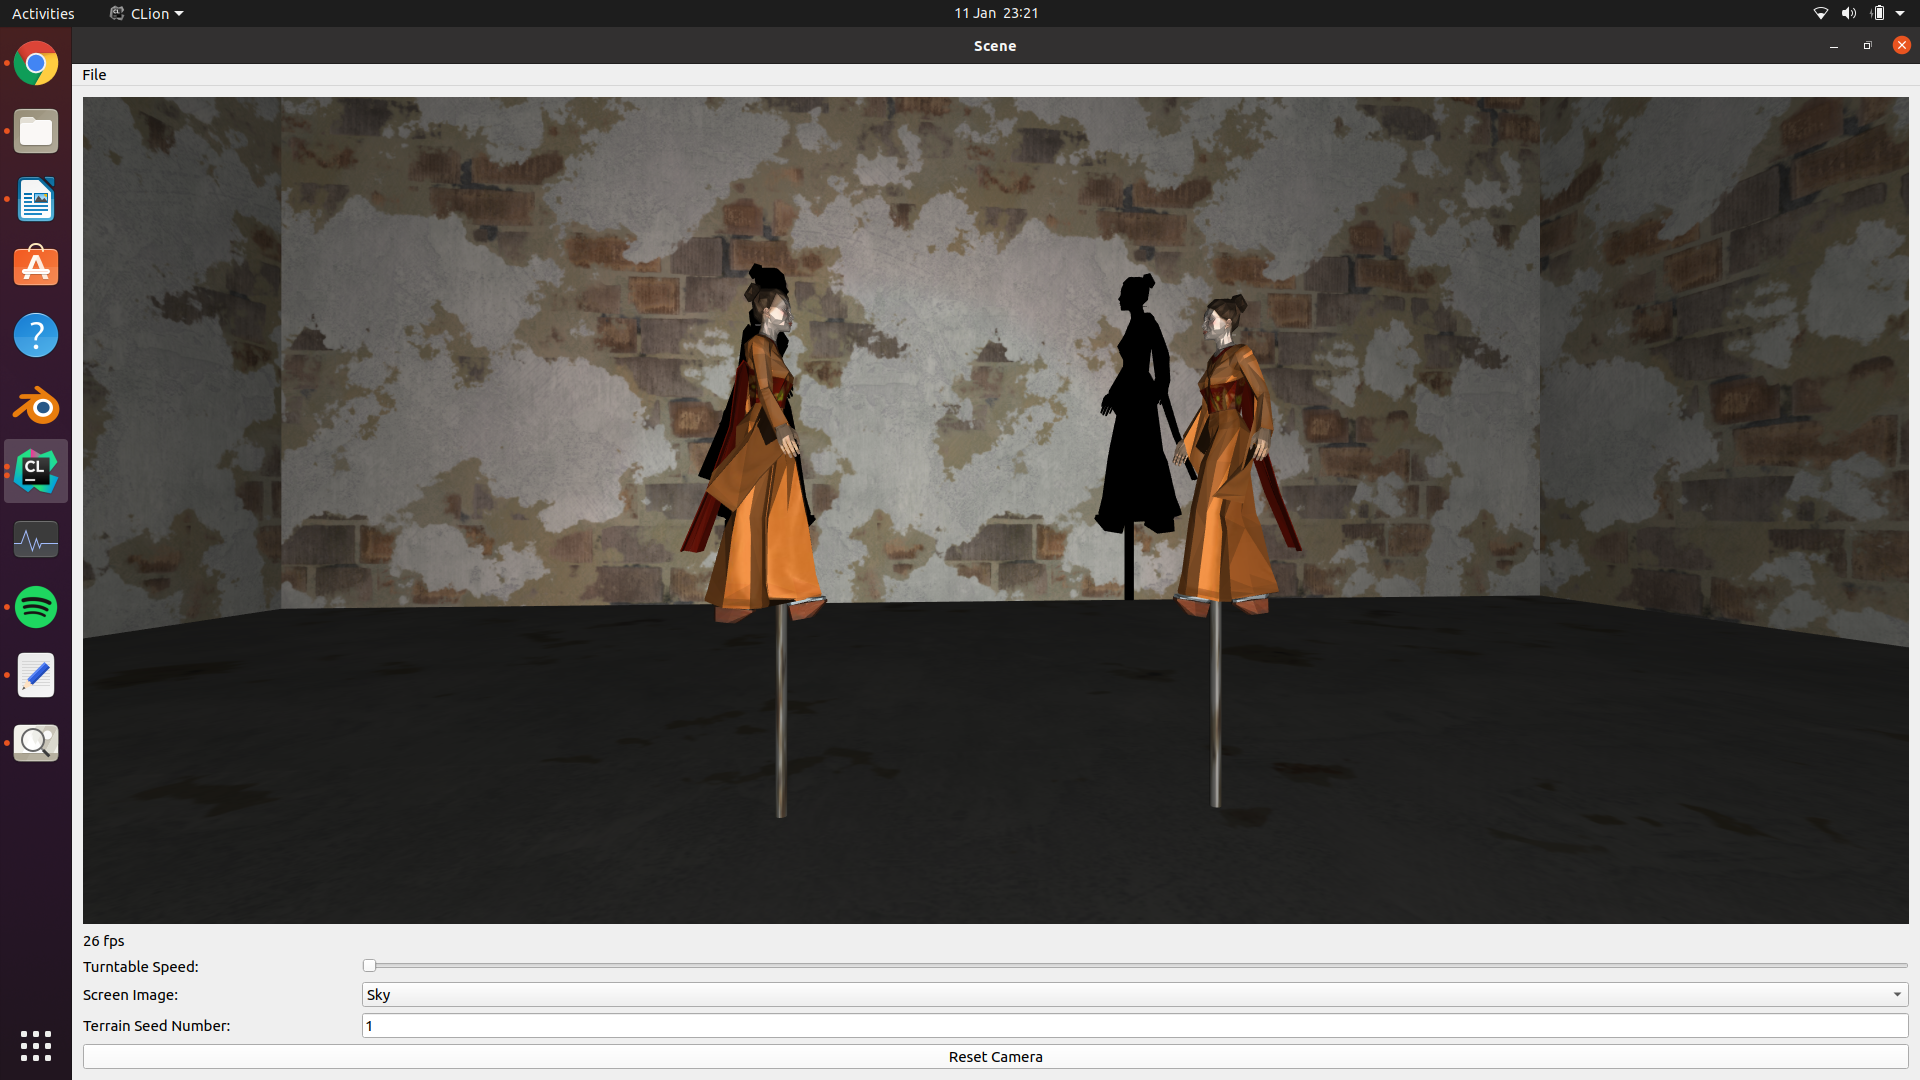 Activities
CLion
11 Jan 23:21
Scene
File
CL
26 fps
Turntable Speed:
Screen Image:
Sky
Terrain Seed Number:
1
Reset Camera